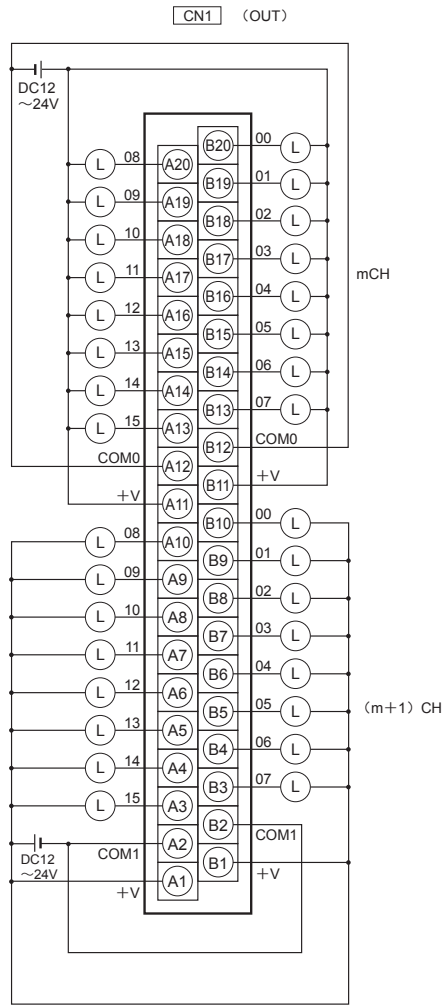 CN1 （OUT）
DC12
～24V
08 A20
09 A19
10 A18
11 A17
12 A16
13 A15
14 A14
15 A13
COM0 A12
+V A11
L
L
L
L
L
L
L
L
B20 00 L
B19 01 L
B18 02 L
B17 03 L
B16 04 L
B15 05 L
B14 06 L
B13 07 L
B12 COM0
B11 +V
mCH
L 08 A10
L 09 A9
L 10 A8
L 11 A7
L 12 A6
L 13 A5
L 14 A4
L 15 A3
COM1 A2
+V A1
DC12
～24V
B10 00 L
B9 01 L
B8 02 L
B7 03 L
B6 04 L
B5 05 L
B4 06 L
B3 07 L
B2 COM1
B1 +V
（m＋1）CH